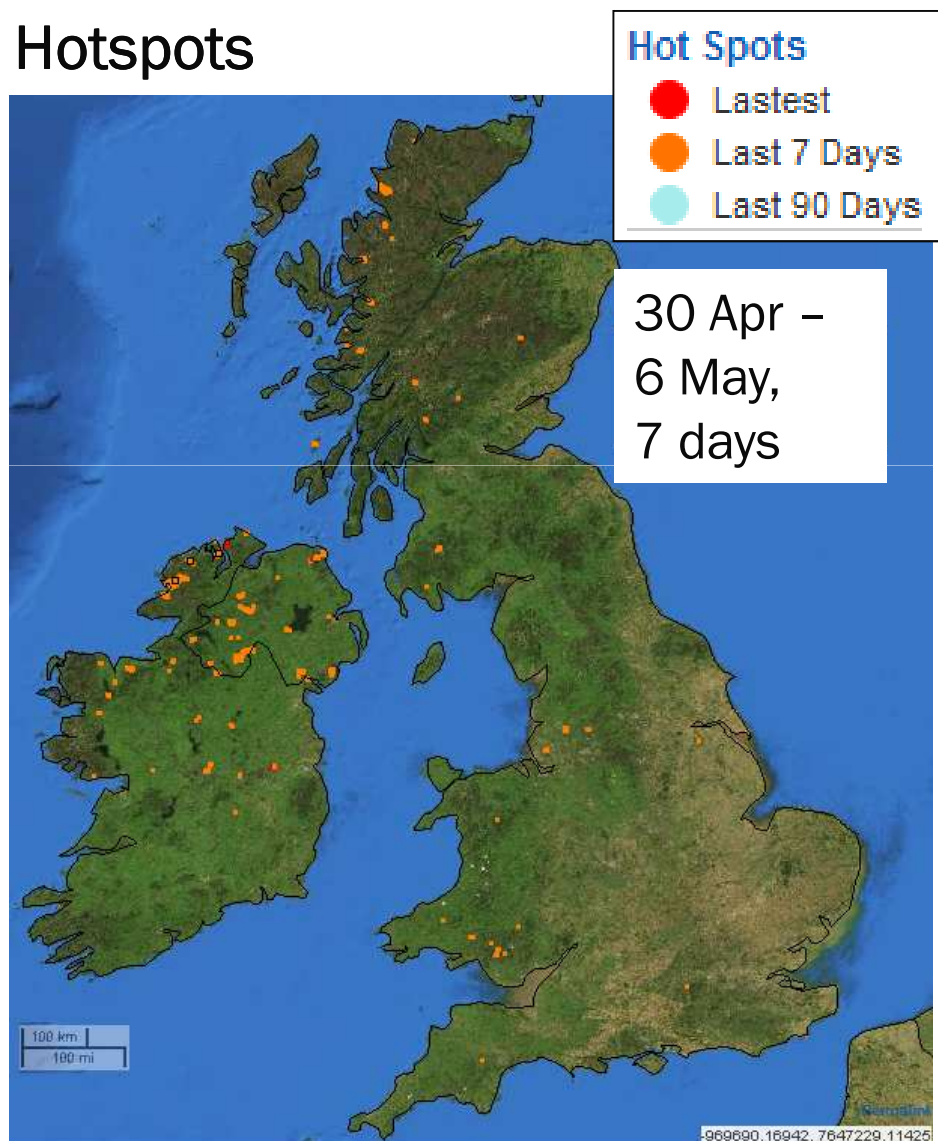 Hotspots
Hot Spots
Lastest
Last 7 Days
Last 90 Days
30 Apr –
6 May,
7 days
100 km
100 mi
Permalink
-969690.16942, 7647229.11425